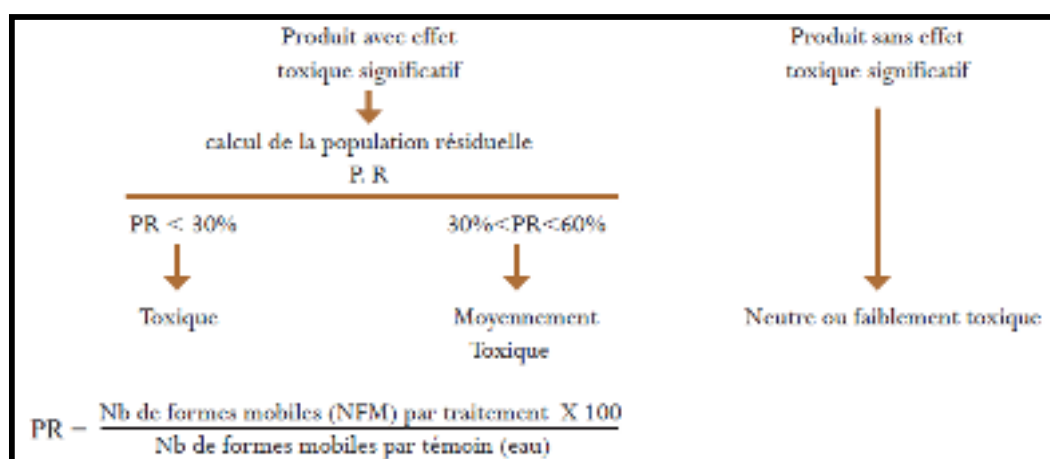 Produit avec effet
toxique significatif
calcul de la population résiduelle
P. R
PR < 30%
30%<PR<60%
Toxique
Moyennement
Toxique
Produit sans effet
toxique significatif
Neutre ou faiblement toxique
PR = Nb de formes mobiles (NFM) par traitement X 100
Nb de formes mobiles par témoin (eau)